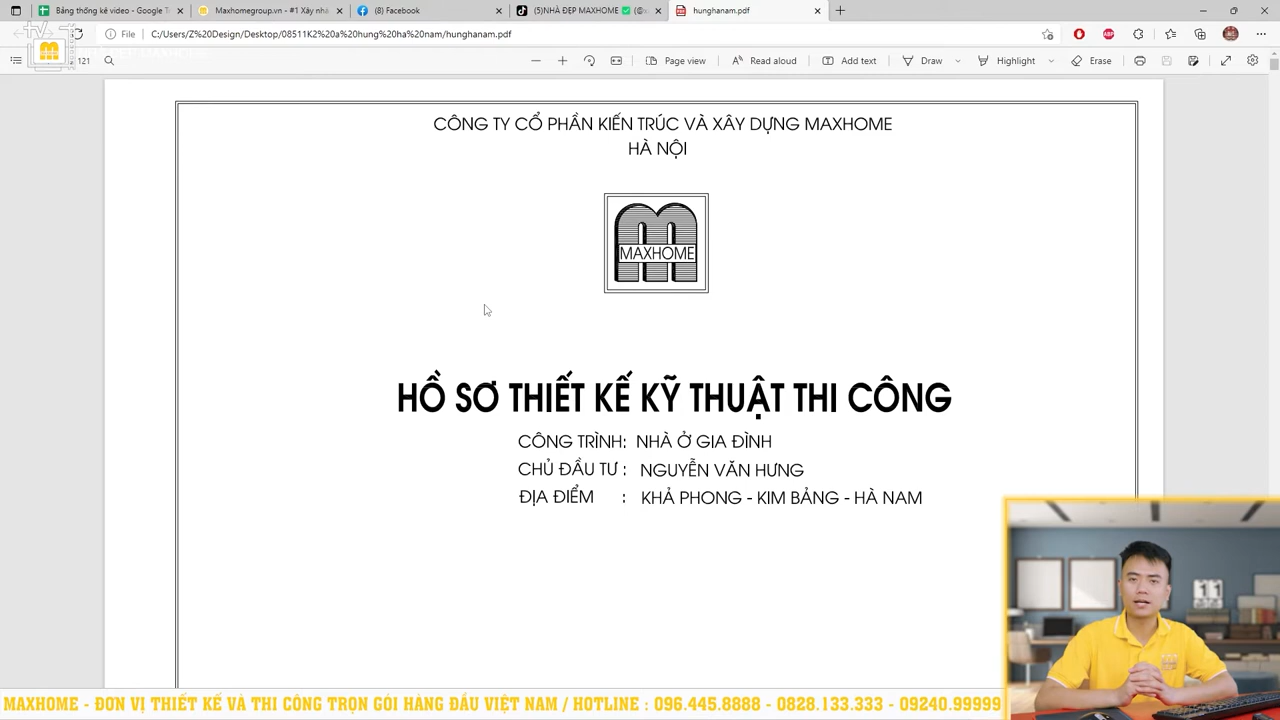 Bảng thống kê video - Google T
Maxhomegroup.vn - #1 Xây nhà
(8) Facebook
(5)NHÀ ĐẸP MAXHOME ✅ (@x
hunghanam.pdf
File
C:/Users/Z%20Design/Desktop/08511K2%20a%20hung%20ha%20nam/hunghanam.pdf
121
Page view
Read aloud
Add text
Draw
Highlight
Erase
CÔNG TY CỔ PHẦN KIẾN TRÚC VÀ XÂY DỰNG MAXHOME
HÀ NỘI
MAXHOME
HỒ SƠ THIẾT KẾ KỸ THUẬT THI CÔNG
CÔNG TRÌNH: NHÀ Ở GIA ĐÌNH
CHỦ ĐẦU TƯ : NGUYỄN VĂN HƯNG
ĐỊA ĐIỂM : KHẢ PHONG - KIM BẢNG - HÀ NAM
11
MAXHOME - ĐƠN VỊ THIẾT KẾ VÀ THI CÔNG TRỌN GÓI HÀNG ĐẦU VIỆT NAM / HOTLINE : 096.445.8888 - 0828.133.333 - 09240.99999